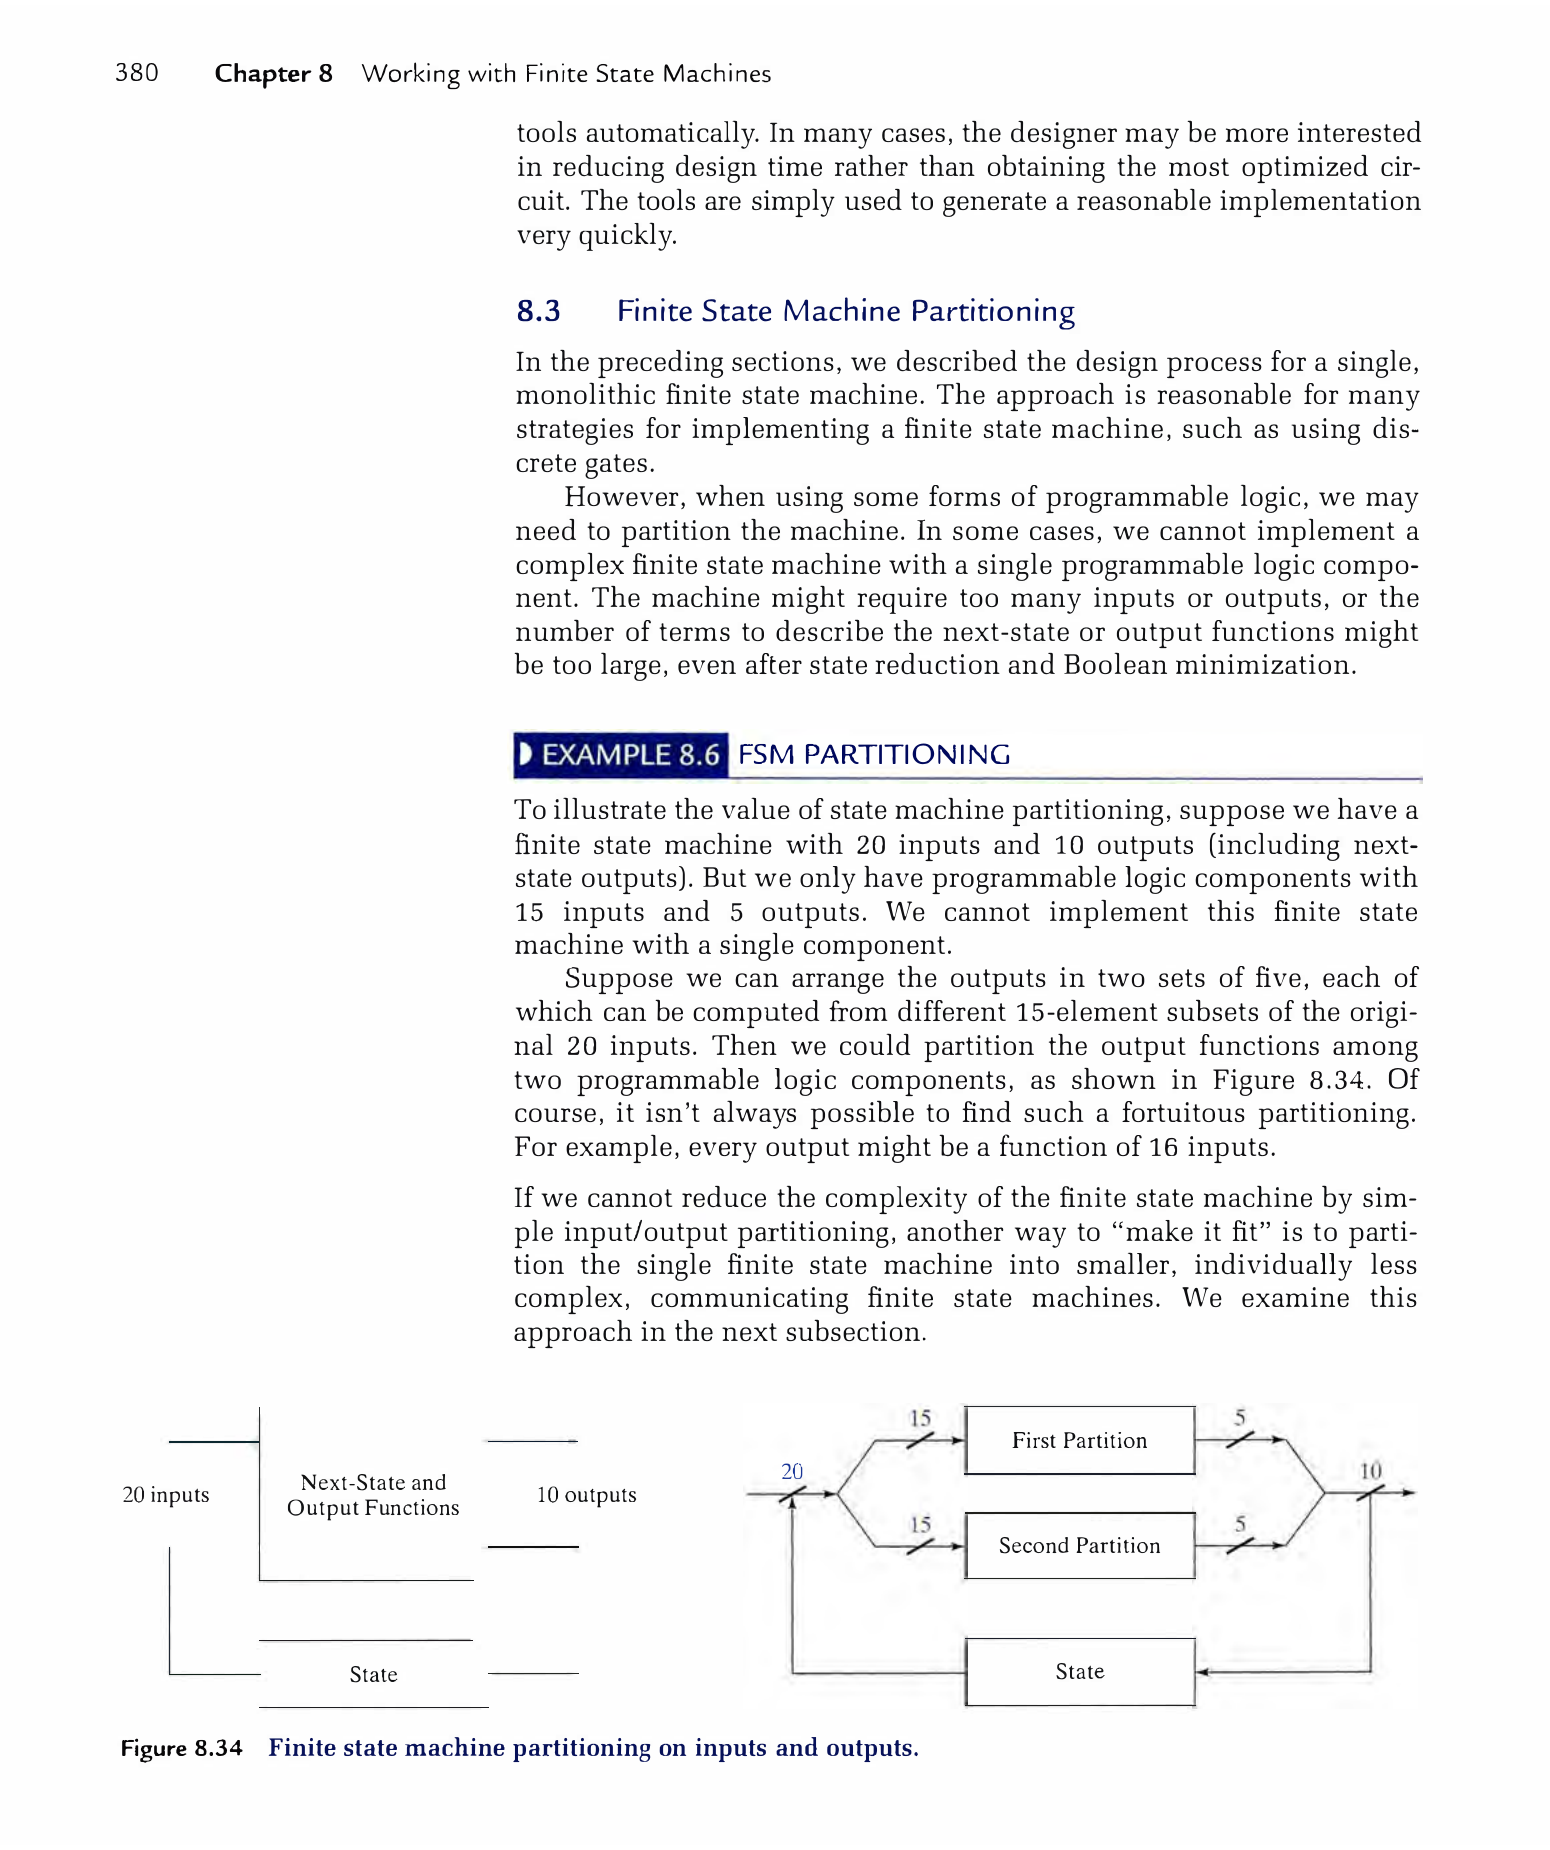 380 Chapter 8 Working with Finite State Machines
tools automatically. In many cases, the designer may be more interested
in reducing design time rather than obtaining the most optimized cir-
cuit. The tools are simply used to generate a reasonable implementation
very quickly.
8.3 Finite State Machine Partitioning
In the preceding sections, we described the design process for a single,
monolithic finite state machine. The approach is reasonable for many
strategies for implementing a finite state machine, such as using dis-
crete gates.
However, when using some forms of programmable logic, we may
need to partition the machine. In some cases, we cannot implement a
complex finite state machine with a single programmable logic compo-
nent. The machine might require too many inputs or outputs, or the
number of terms to describe the next-state or output functions might
be too large, even after state reduction and Boolean minimization.
EXAMPLE 8.6 FSM PARTITIONING
To illustrate the value of state machine partitioning, suppose we have a
finite state machine with 20 inputs and 10 outputs (including next-
state outputs). But we only have programmable logic components with
15 inputs and 5 outputs. We cannot implement this finite state
machine with a single component.
Suppose we can arrange the outputs in two sets of five, each of
which can be computed from different 15-element subsets of the origi-
nal 20 inputs. Then we could partition the output functions among
two programmable logic components, as shown in Figure 8.34. Of
course, it isn't always possible to find such a fortuitous partitioning.
For example, every output might be a function of 16 inputs.
If we cannot reduce the complexity of the finite state machine by sim-
ple input/output partitioning, another way to "make it fit" is to parti-
tion the single finite state machine into smaller, individually less
complex, communicating finite state machines. We examine this
approach in the next subsection.
20 inputs
Next-State and
Output Functions
10 outputs
State
20
15
First Partition
5
15
Second Partition
5
10
State
Figure 8.34 Finite state machine partitioning on inputs and outputs.